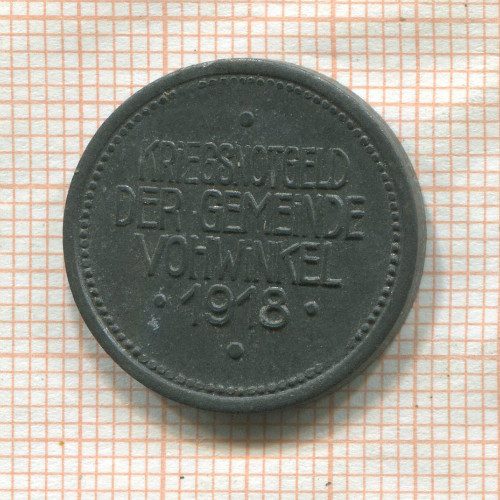 KRIEGSNOTGELD
DER GEMEiNDE
VOHWiNKEL
· 1918 ·